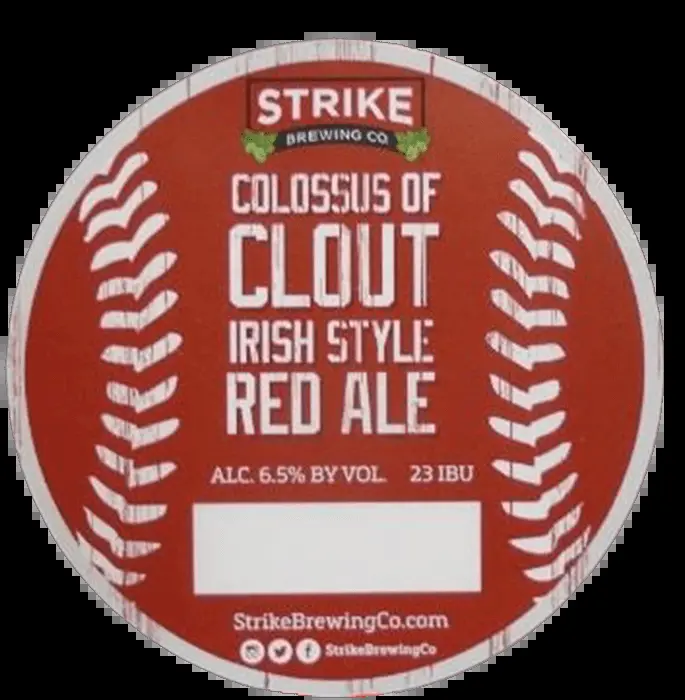 STRIKE
BREWING CO.
COLOSSUS OF
CLOUT
IRISH STYLE
RED ALE
ALC. 6.5% BY VOL. 23 IBU
StrikeBrewingCo.com
StrikeBrewingCo